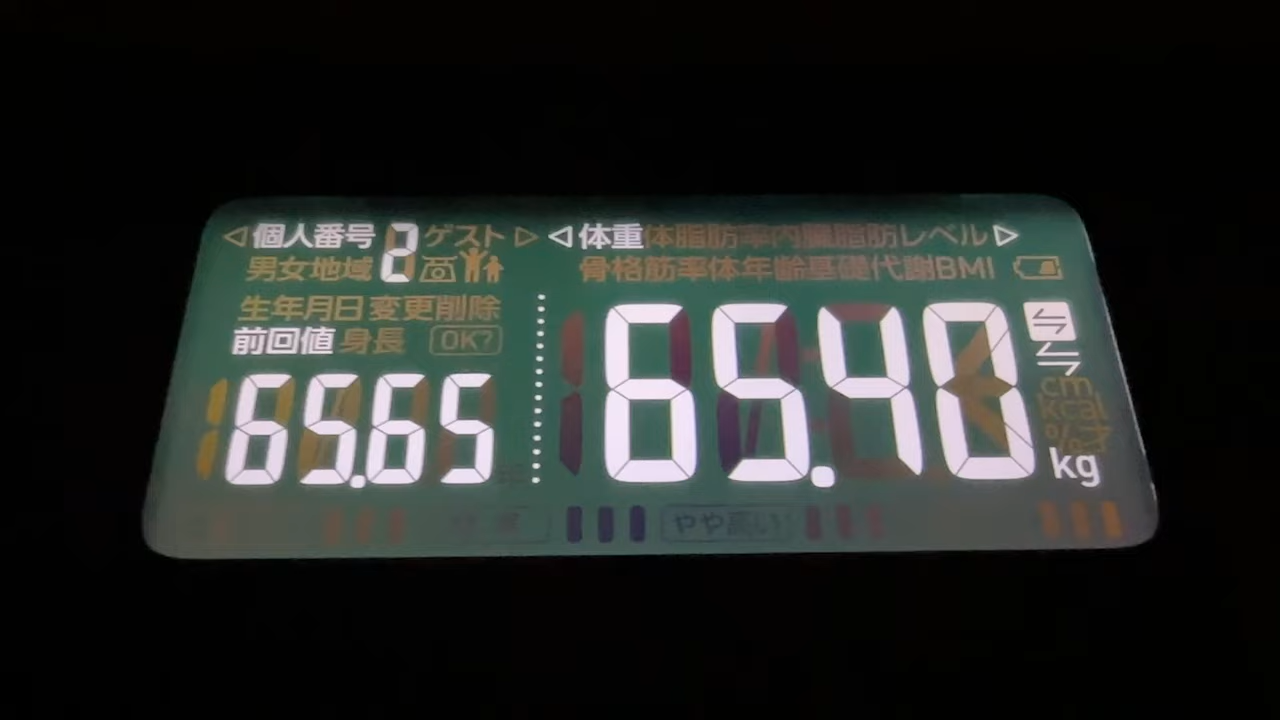 個人番号 2 ゲスト
男女地域
生年月日変更削除
前回値 身長 OK?
65.65
体重体脂肪率内臓脂肪レベル
骨格筋率体年齢基礎代謝BMI
65.40
cm
kcal
%
kg
やや高い